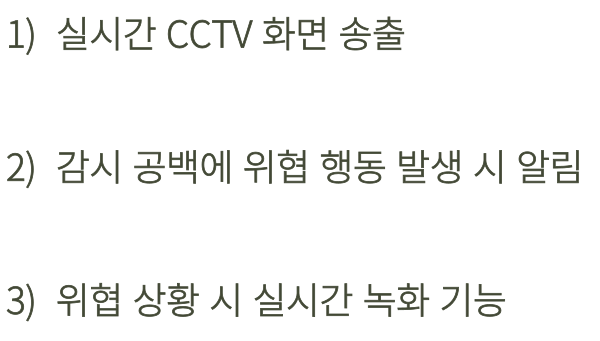 1) 실시간 CCTV 화면 송출
2) 감시 공백에 위협 행동 발생 시 알림
3) 위협 상황 시 실시간 녹화 기능